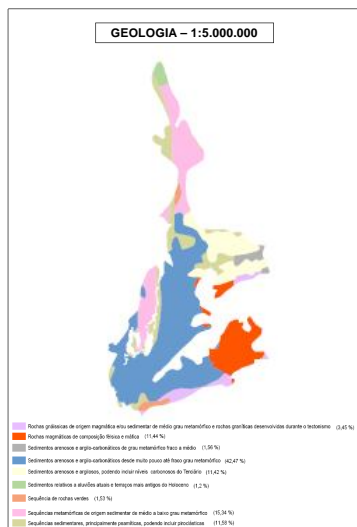 GEOLOGIA – 1:5.000.000
Rochas gnáissicas de origem magmática e/ou sedimentar de médio grau metamórfico e rochas graníticas desenvolvidas durante o tectonismo (3,45 %)
Rochas magmáticas de composição félsica e máfica (11,44 %)
Sedimentos arenosos e argilo-carbonáticos de grau metamórfico fraco a médio (1,56 %)
Sedimentos arenosos e argilo-carbonáticos desde muito pouco até fraco grau metamórfico (42,47 %)
Sedimentos arenosos e argilosos, podendo incluir níveis carbonosos do Terciário (11,42 %)
Sedimentos relativos a aluviões atuais e terraços mais antigos do Holoceno (1,2 %)
Sequência de rochas verdes (1,53 %)
Sequências metamórficas de origem sedimentar de médio a baixo grau metamórfico (15,34 %)
Sequências sedimentares, principalmente psamíticas, podendo incluir piroclásticas (11,58 %)